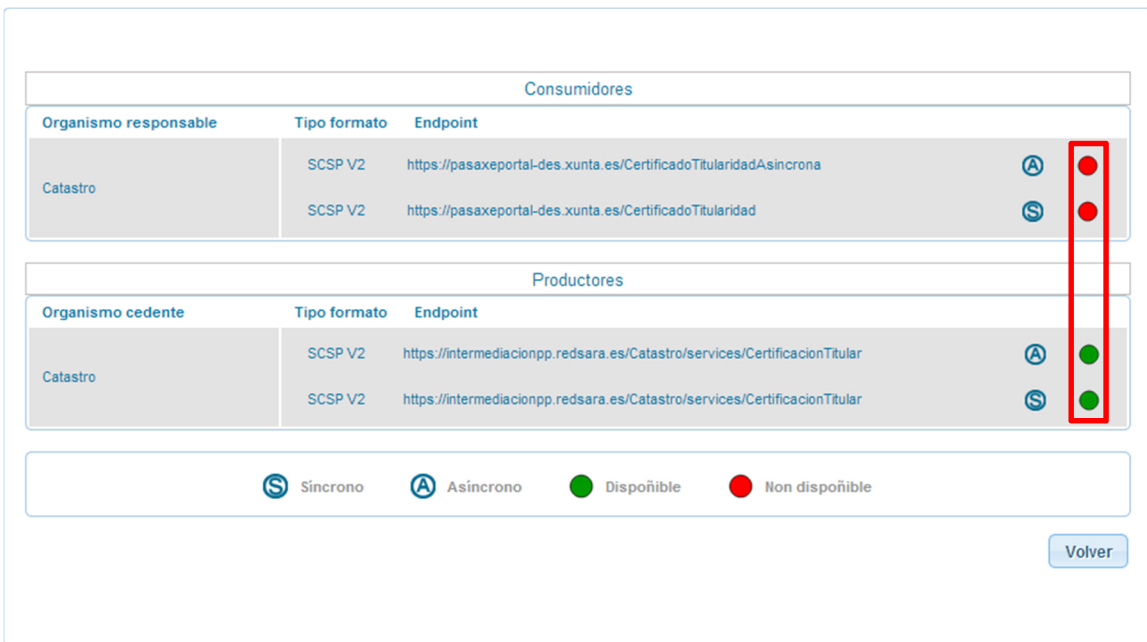 Consumidores
Organismo responsable Tipo formato Endpoint
SCSP V2 https://pasaxeportal-des.xunta.es/CertificadoTitularidadAsincrona A
Catastro
SCSP V2 https://pasaxeportal-des.xunta.es/CertificadoTitularidad S
Productores
Organismo cedente Tipo formato Endpoint
SCSP V2 https://intermediacionpp.redsara.es/Catastro/services/CertificacionTitular A
Catastro
SCSP V2 https://intermediacionpp.redsara.es/Catastro/services/CertificacionTitular S
S Síncrono A Asíncrono Dispoñible Non dispoñible
Volver